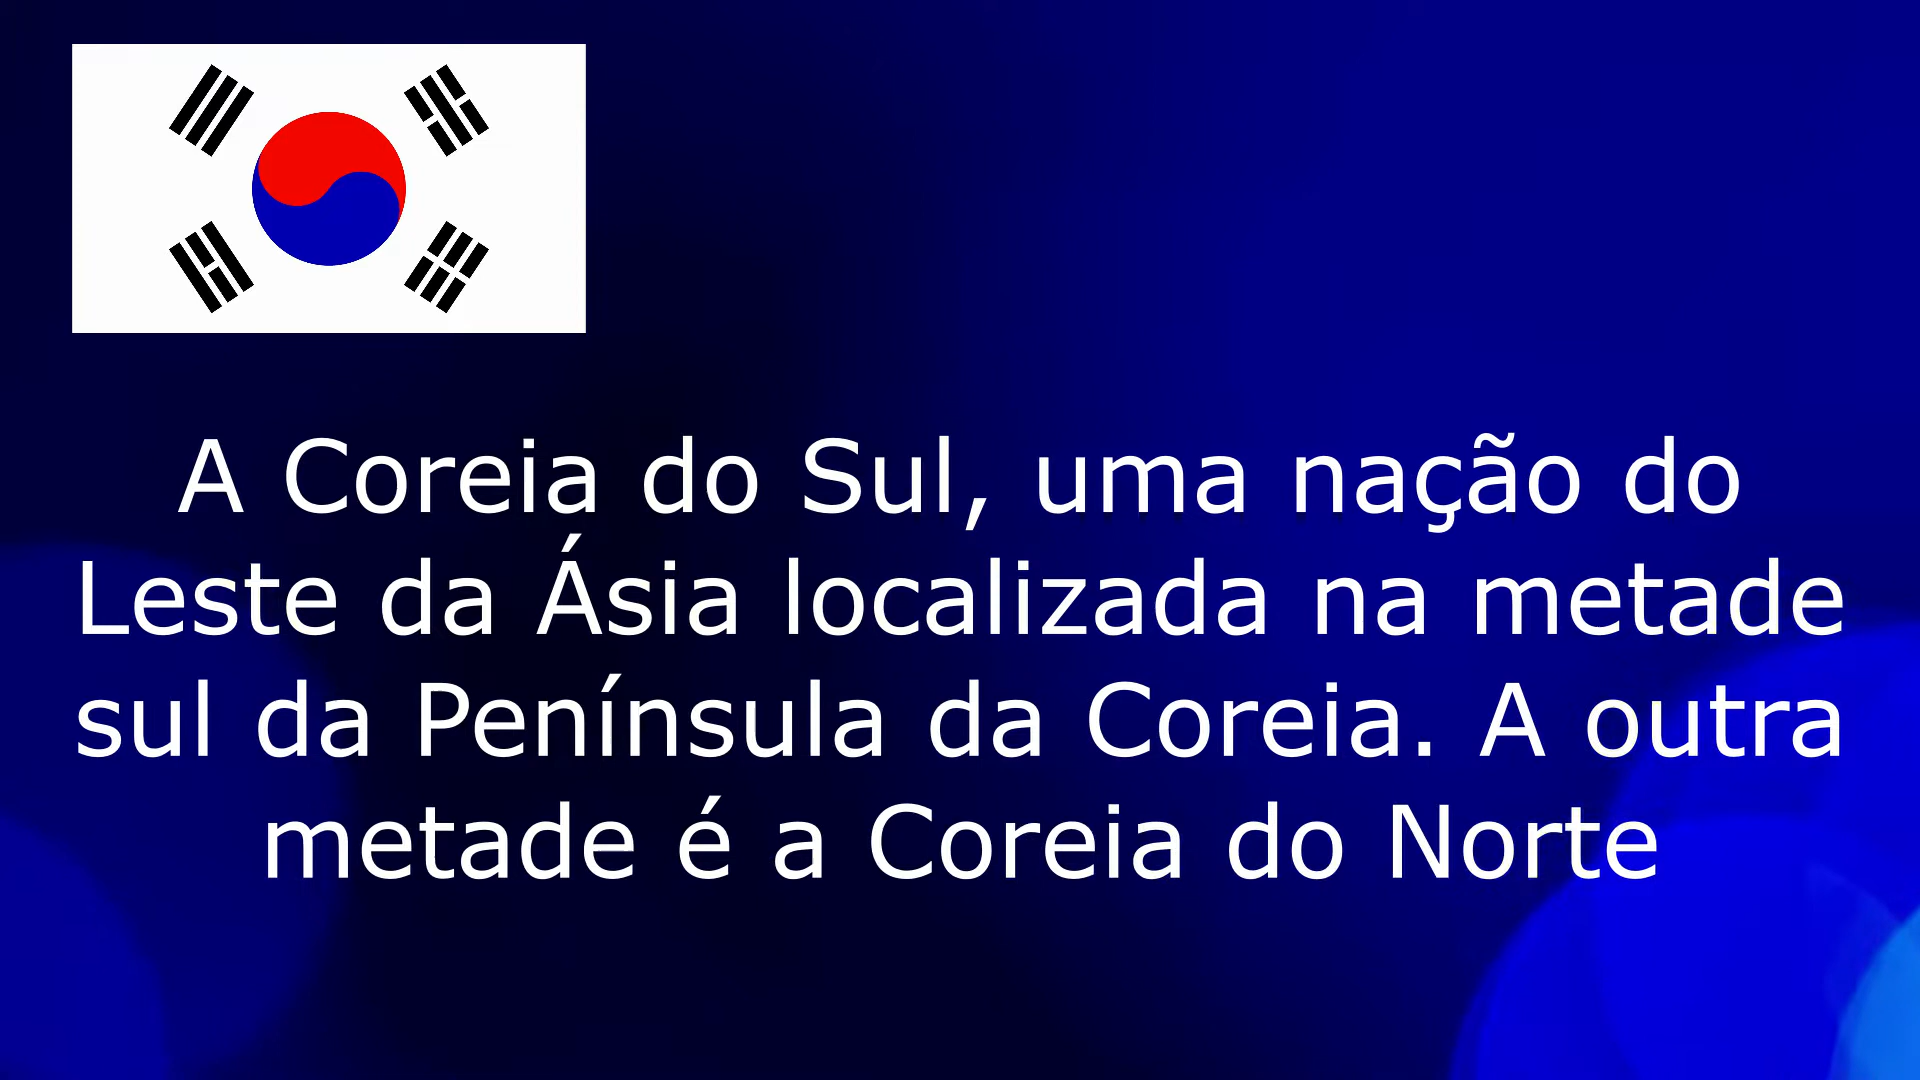 A Coreia do Sul, uma nação do
Leste da Ásia localizada na metade
sul da Península da Coreia. A outra
metade é a Coreia do Norte